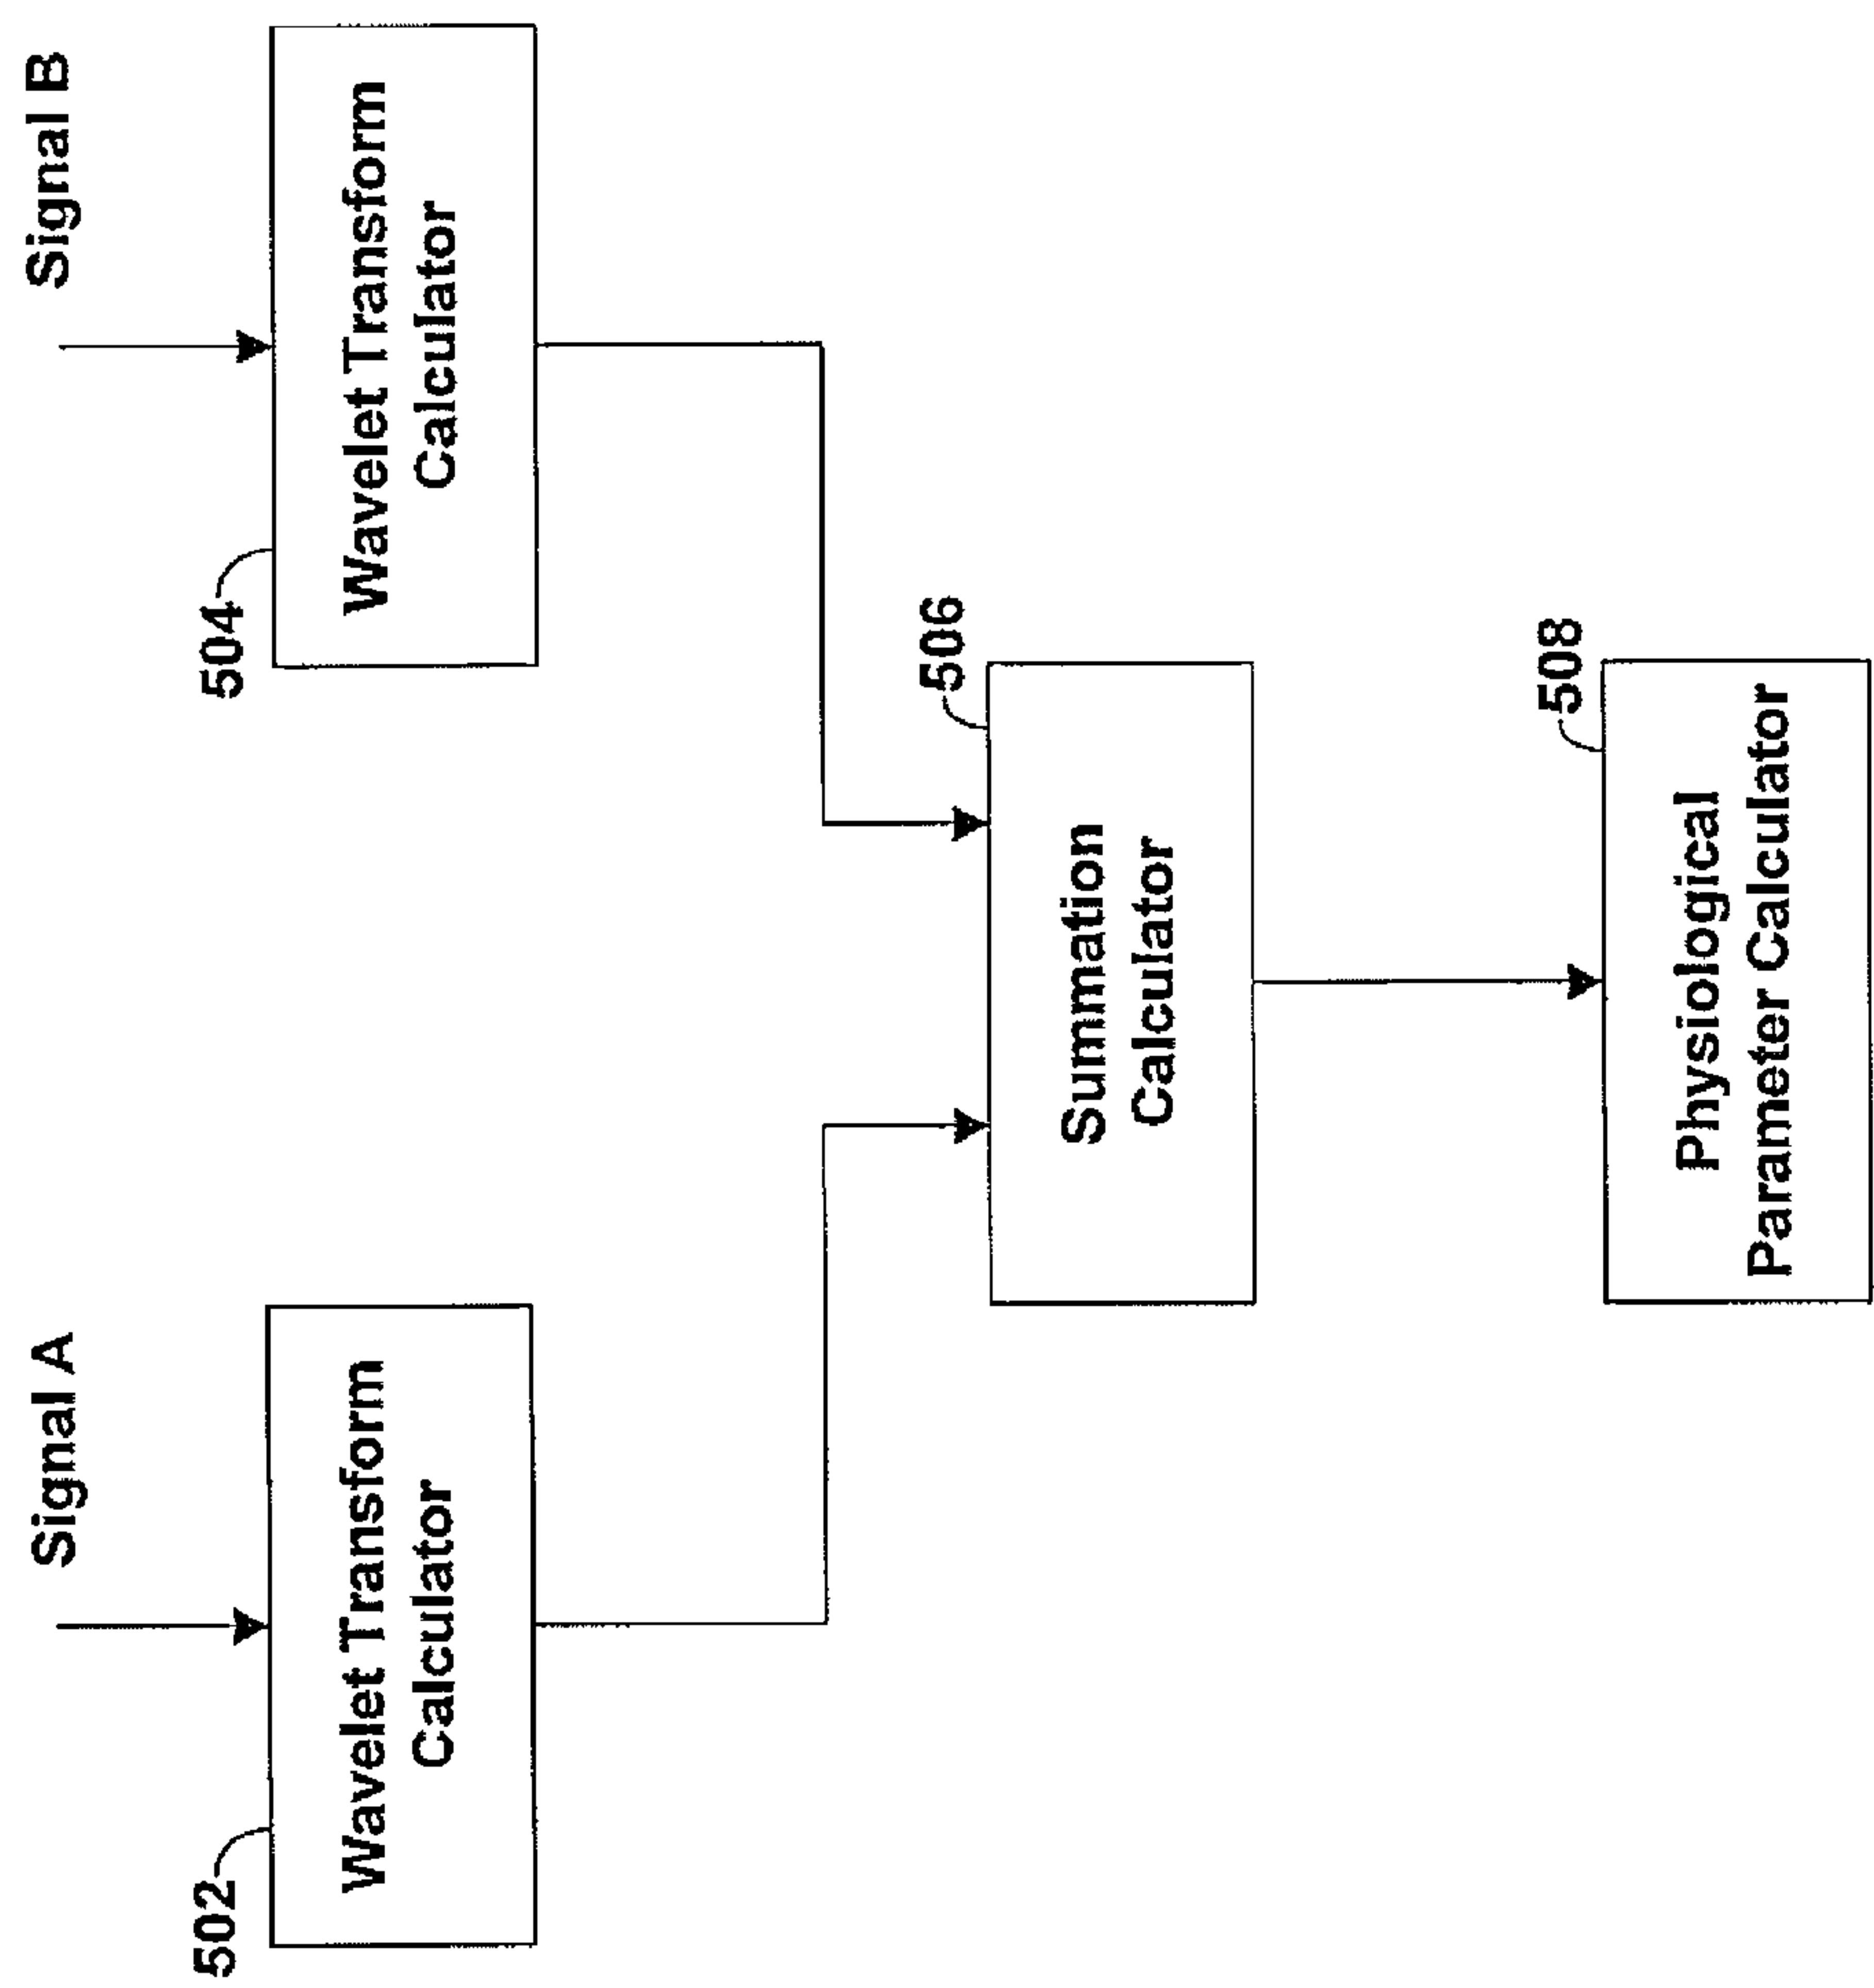 Signal A
Signal B
502
Wavelet Transform
Calculator
504
Wavelet Transform
Calculator
506
Summation
Calculator
508
Physiological
Parameter Calculator